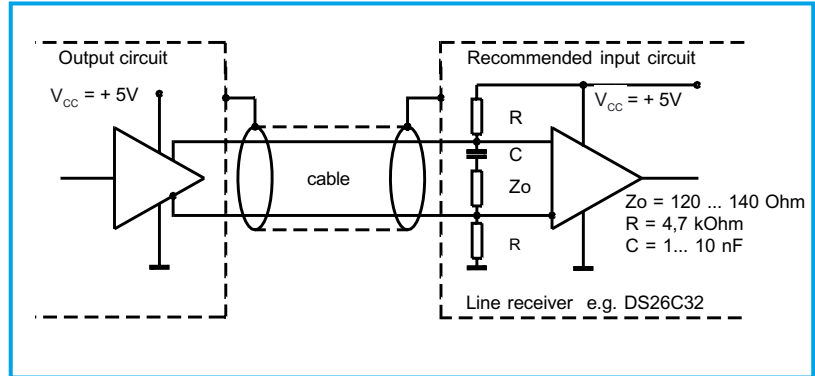 Output circuit
V_CC = + 5V
cable
Recommended input circuit
V_CC = + 5V
R
C
Zo
R
Zo = 120 ... 140 Ohm
R = 4,7 kOhm
C = 1... 10 nF
Line receiver e.g. DS26C32